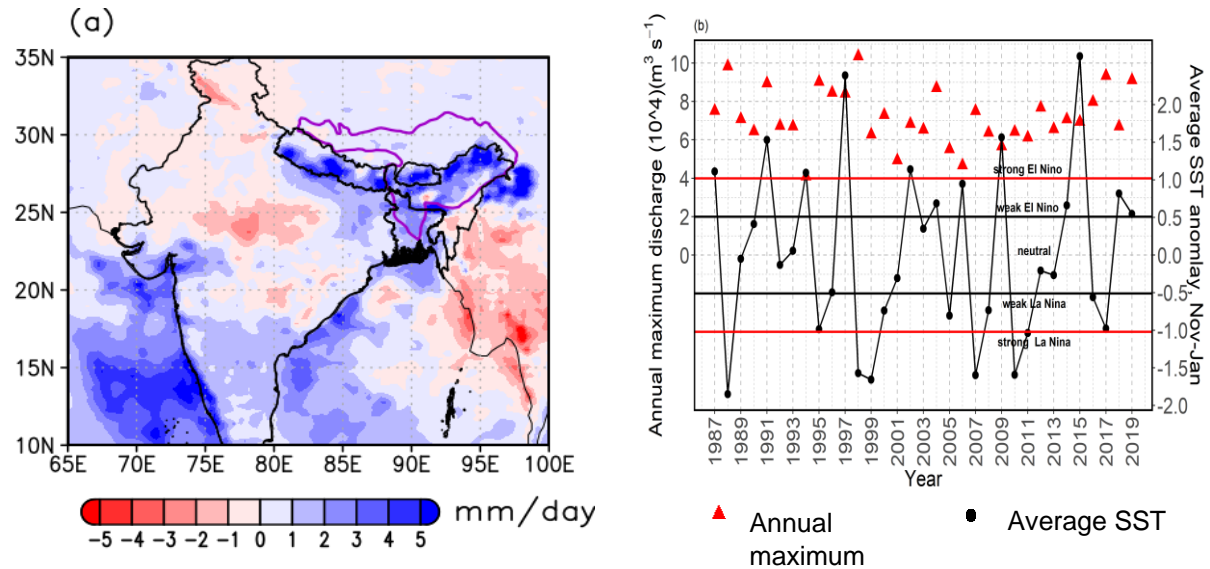 (a)
35N
30N
25N
20N
15N
10N
65E 70E 75E 80E 85E 90E 95E 100E
-5 -4 -3 -2 -1 0 1 2 3 4 5 mm/day
(b)
Annual maximum discharge (10^4)(m³ s⁻¹)
10
8
6
4
2
0
strong El Nino
weak El Nino
neutral
weak La Nina
strong La Nina
2.0
1.5
1.0
0.5
0.0
-0.5
-1.0
-1.5
-2.0
Average SST anomlay, Nov-Jan
1987 1989 1991 1993 1995 1997 1999 2001 2003 2005 2007 2009 2011 2013 2015 2017 2019
Year
Annual
maximum
Average SST